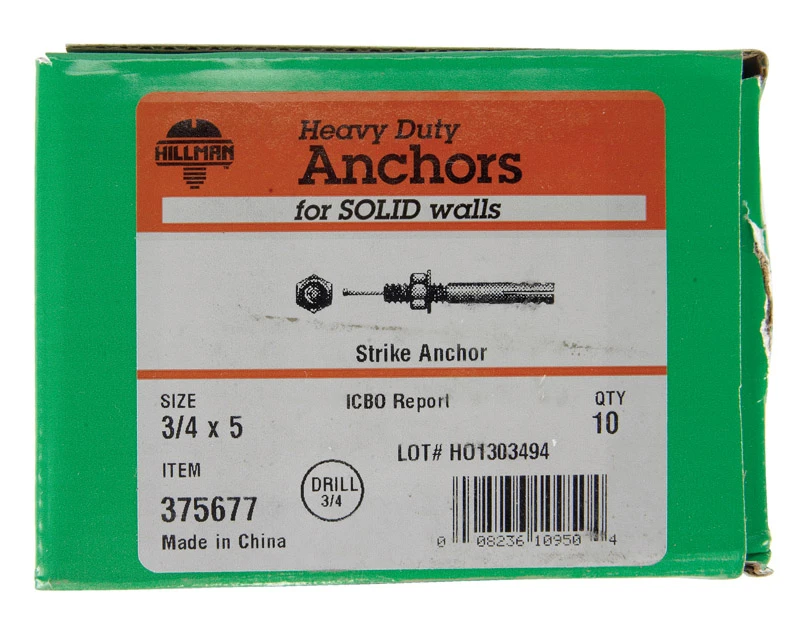 HILLMAN
Heavy Duty
Anchors
for SOLID walls
Strike Anchor
SIZE
3/4 x 5
ICBO Report
QTY
10
LOT# HO1303494
ITEM
375677
DRILL
3/4
Made in China
0 08236 10950 4